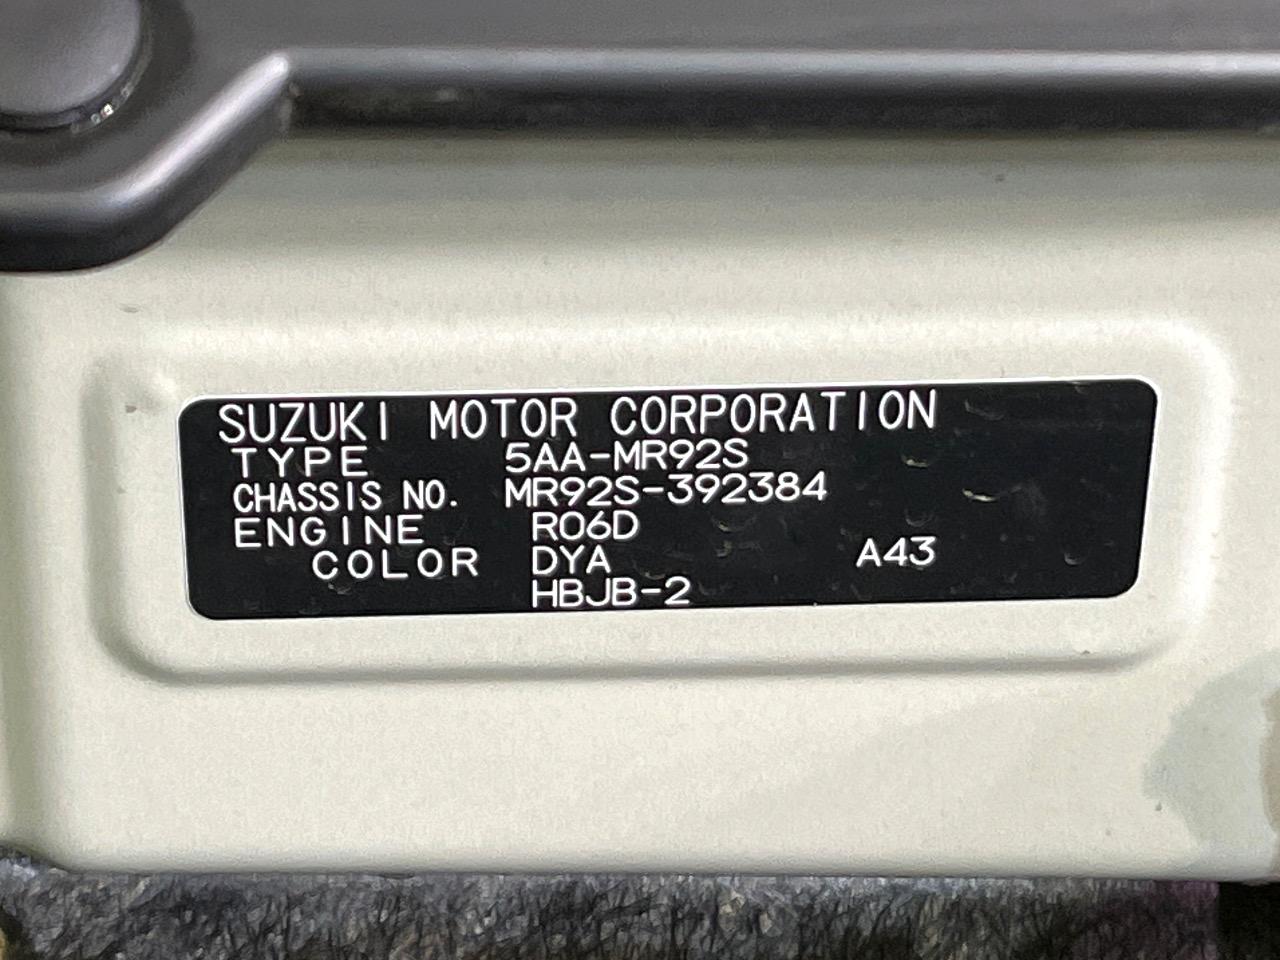 SUZUKI MOTOR CORPORATION
TYPE 5AA-MR92S
CHASSIS NO. MR92S-392384
ENGINE R06D
COLOR DYA A43
HBJB-2